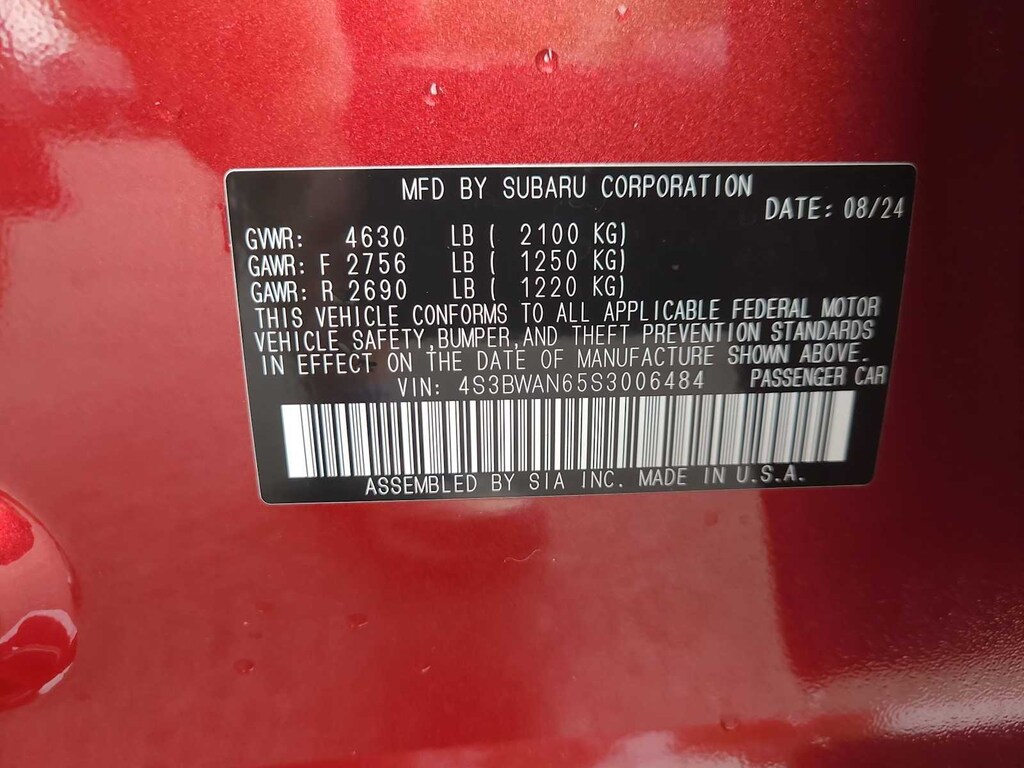 MFD BY SUBARU CORPORATION
DATE: 08/24
GVWR: 4630 LB ( 2100 KG)
GAWR: F 2756 LB ( 1250 KG)
GAWR: R 2690 LB ( 1220 KG)
THIS VEHICLE CONFORMS TO ALL APPLICABLE FEDERAL MOTOR
VEHICLE SAFETY,BUMPER,AND THEFT PREVENTION STANDARDS
IN EFFECT ON THE DATE OF MANUFACTURE SHOWN ABOVE.
VIN: 4S3BWAN65S3006484 PASSENGER CAR
ASSEMBLED BY SIA INC. MADE IN U.S.A.